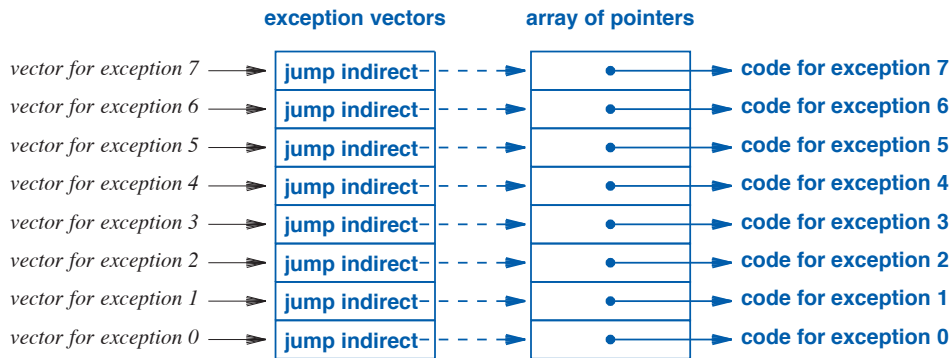 exception vectors array of pointers
vector for exception 7 jump indirect code for exception 7
vector for exception 6 jump indirect code for exception 6
vector for exception 5 jump indirect code for exception 5
vector for exception 4 jump indirect code for exception 4
vector for exception 3 jump indirect code for exception 3
vector for exception 2 jump indirect code for exception 2
vector for exception 1 jump indirect code for exception 1
vector for exception 0 jump indirect code for exception 0